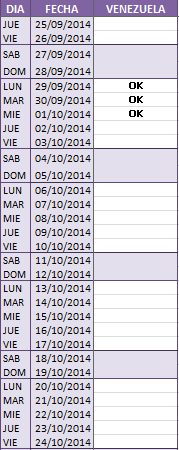 DIA FECHA VENEZUELA
JUE 25/09/2014
VIE 26/09/2014
SAB 27/09/2014
DOM 28/09/2014
LUN 29/09/2014 OK
MAR 30/09/2014 OK
MIE 01/10/2014 OK
JUE 02/10/2014
VIE 03/10/2014
SAB 04/10/2014
DOM 05/10/2014
LUN 06/10/2014
MAR 07/10/2014
MIE 08/10/2014
JUE 09/10/2014
VIE 10/10/2014
SAB 11/10/2014
DOM 12/10/2014
LUN 13/10/2014
MAR 14/10/2014
MIE 15/10/2014
JUE 16/10/2014
VIE 17/10/2014
SAB 18/10/2014
DOM 19/10/2014
LUN 20/10/2014
MAR 21/10/2014
MIE 22/10/2014
JUE 23/10/2014
VIE 24/10/2014